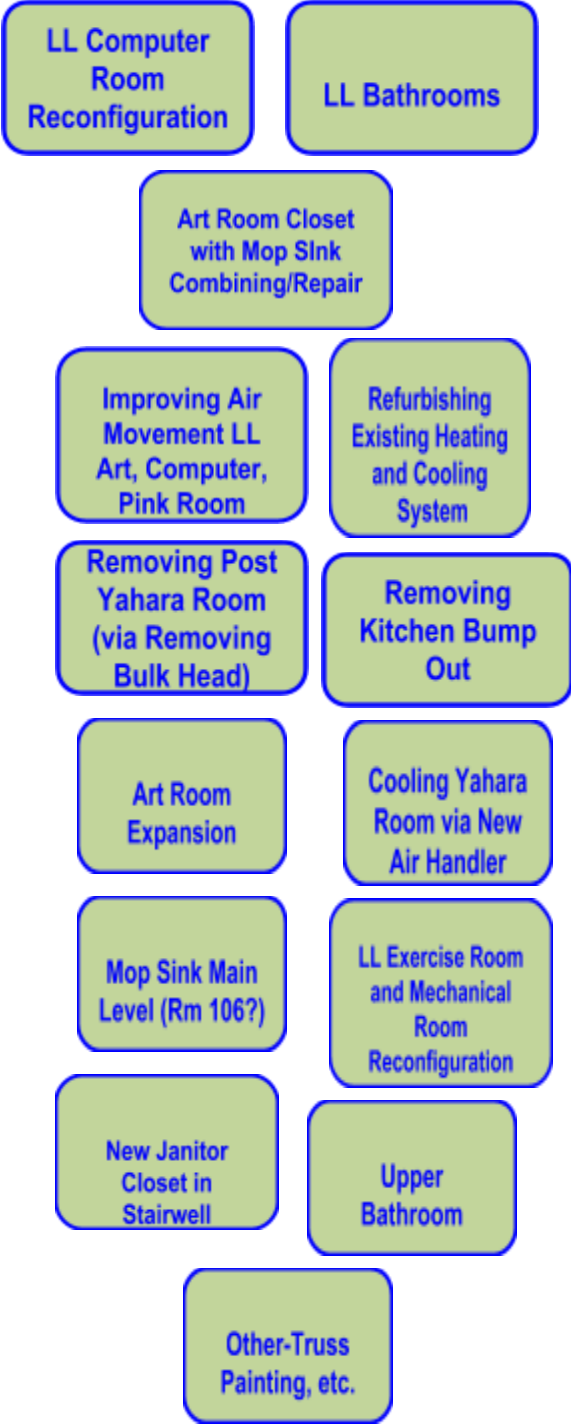 LL Computer
Room
Reconfiguration
LL Bathrooms
Art Room Closet
with Mop SInk
Combining/Repair
Improving Air
Movement LL
Art, Computer,
Pink Room
Refurbishing
Existing Heating
and Cooling
System
Removing Post
Yahara Room
(via Removing
Bulk Head)
Removing
Kitchen Bump
Out
Art Room
Expansion
Cooling Yahara
Room via New
Air Handler
Mop Sink Main
Level (Rm 106?)
LL Exercise Room
and Mechanical
Room
Reconfiguration
New Janitor
Closet in
Stairwell
Upper
Bathroom
Other-Truss
Painting, etc.